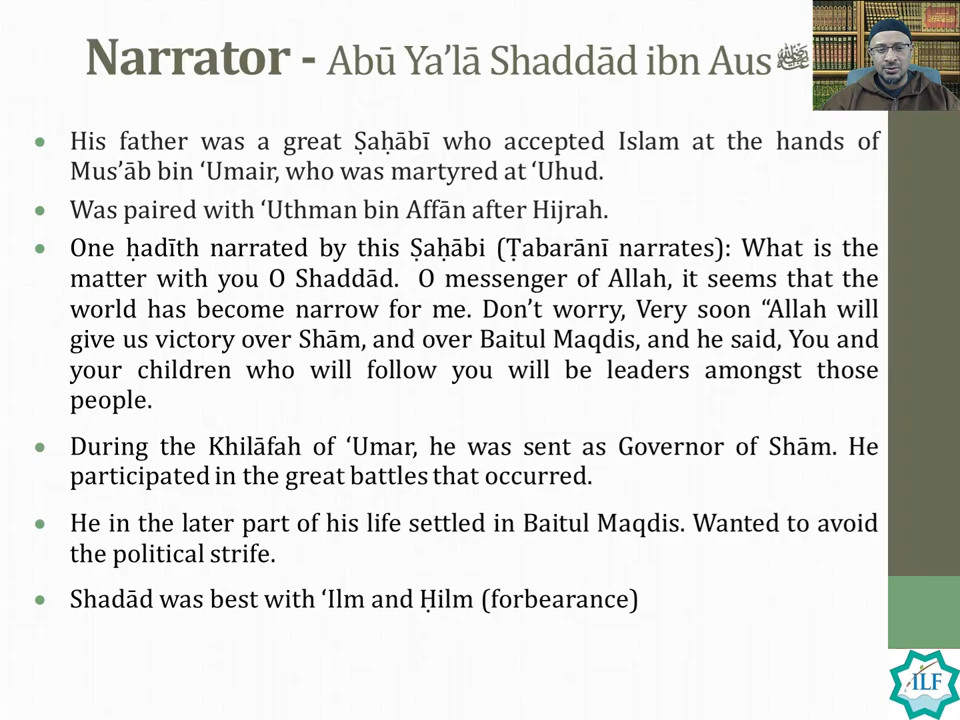 Narrator - Abū Ya’lā Shaddād ibn Aus ﷜
His father was a great Ṣaḥābī who accepted Islam at the hands of
Mus’āb bin ‘Umair, who was martyred at ‘Uhud.
Was paired with ‘Uthman bin Affān after Hijrah.
One ḥadīth narrated by this Ṣaḥābi (Ṭabarānī narrates): What is the
matter with you O Shaddād. O messenger of Allah, it seems that the
world has become narrow for me. Don’t worry, Very soon “Allah will
give us victory over Shām, and over Baitul Maqdis, and he said, You and
your children who will follow you will be leaders amongst those
people.
During the Khilāfah of ‘Umar, he was sent as Governor of Shām. He
participated in the great battles that occurred.
He in the later part of his life settled in Baitul Maqdis. Wanted to avoid
the political strife.
Shadād was best with ‘Ilm and Ḥilm (forbearance)
ILF